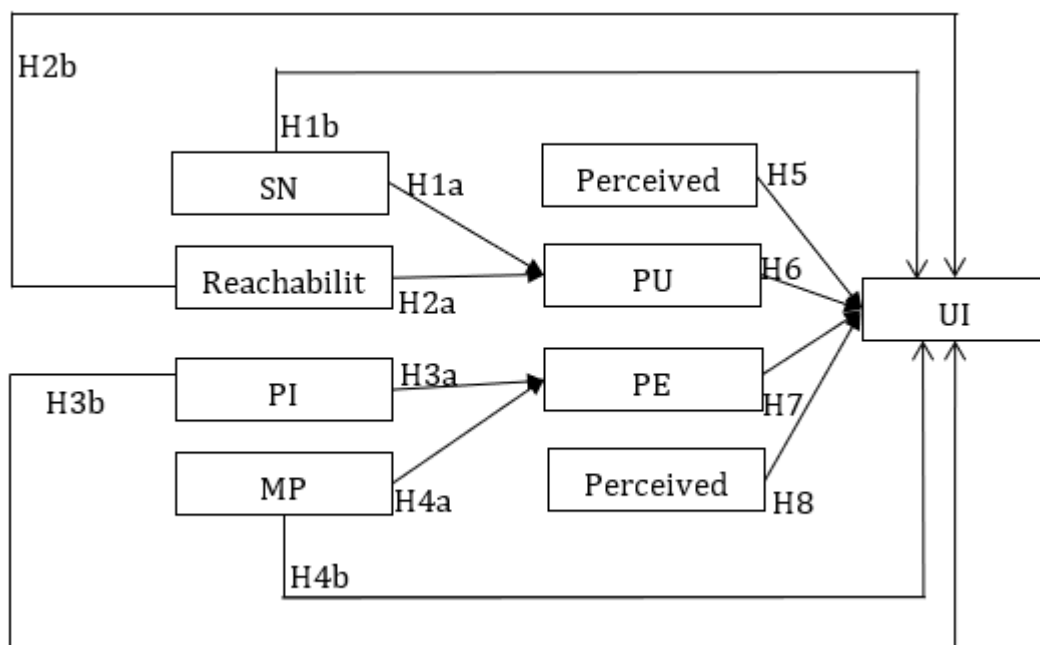 H2b
H1b
SN
H1a
Perceived
H5
Reachabilit
H2a
PU
H6
UI
PI
H3a
PE
H7
H3b
MP
H4a
Perceived
H8
H4b